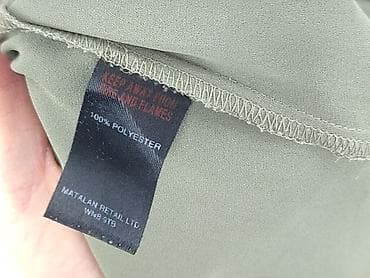 KEEP AWAY FROM
FIRE AND FLAMES
100% POLYESTER
MATALAN RETAIL LTD
WN8 9TB